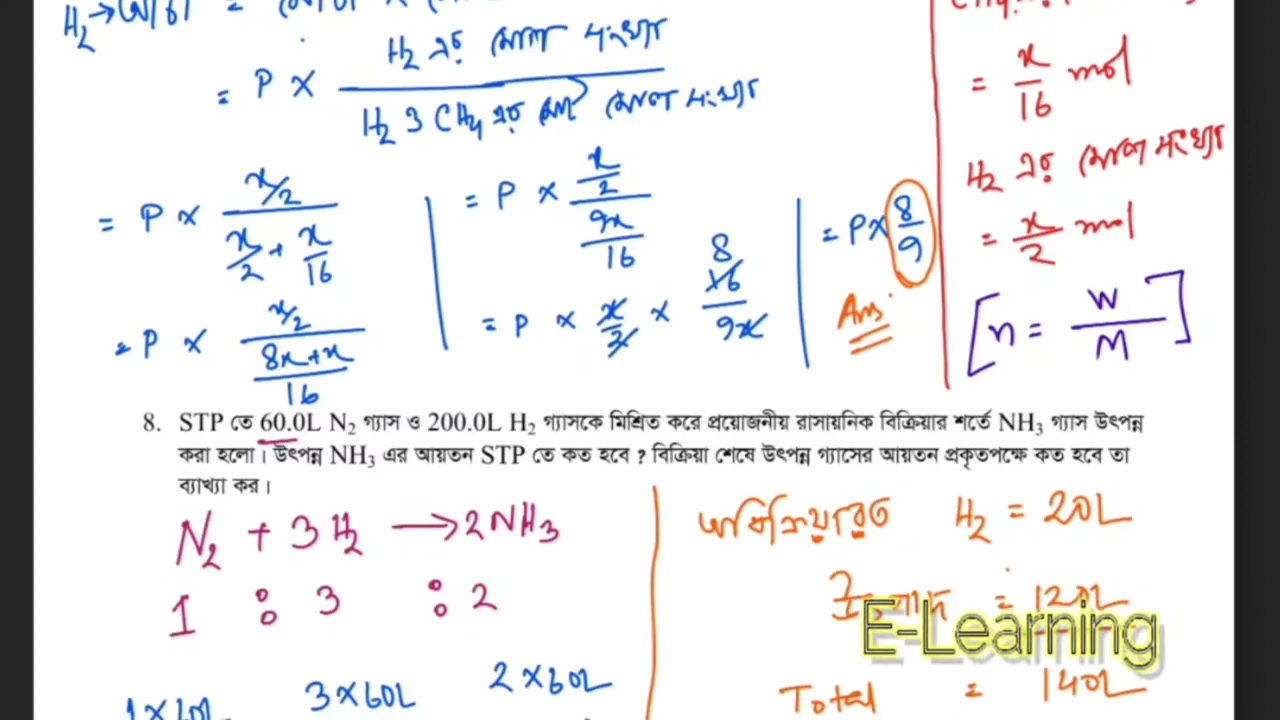 = P × H₂ এর মোল সংখ্যা / H₂ ও CH₄ এর মোট মোল সংখ্যা
= P × x/2 / x/2 + x/16
= P × x/2 / 8x+x/16
= P × x/2 / 9x/16
= P × x/2 × 16/9x 8
= P × 8/9
Ans
= x/16 mol
H₂ এর মোল সংখ্যা
= x/2 mol
[n = W/M]
8. STP তে 60.0L N₂ গ্যাস ও 200.0L H₂ গ্যাসকে মিশ্রিত করে প্রয়োজনীয় রাসায়নিক বিক্রিয়ার শর্তে NH₃ গ্যাস উৎপন্ন
করা হলো। উৎপন্ন NH₃ এর আয়তন STP তে কত হবে ? বিক্রিয়া শেষে উৎপন্ন গ্যাসের আয়তন প্রকৃতপক্ষে কত হবে তা
ব্যাখ্যা কর।
N₂ + 3H₂ → 2NH₃
1 : 3 : 2
1×60L 3×60L 2×60L
H₂ = 20L
= 120L
E-Learning
Total = 140L